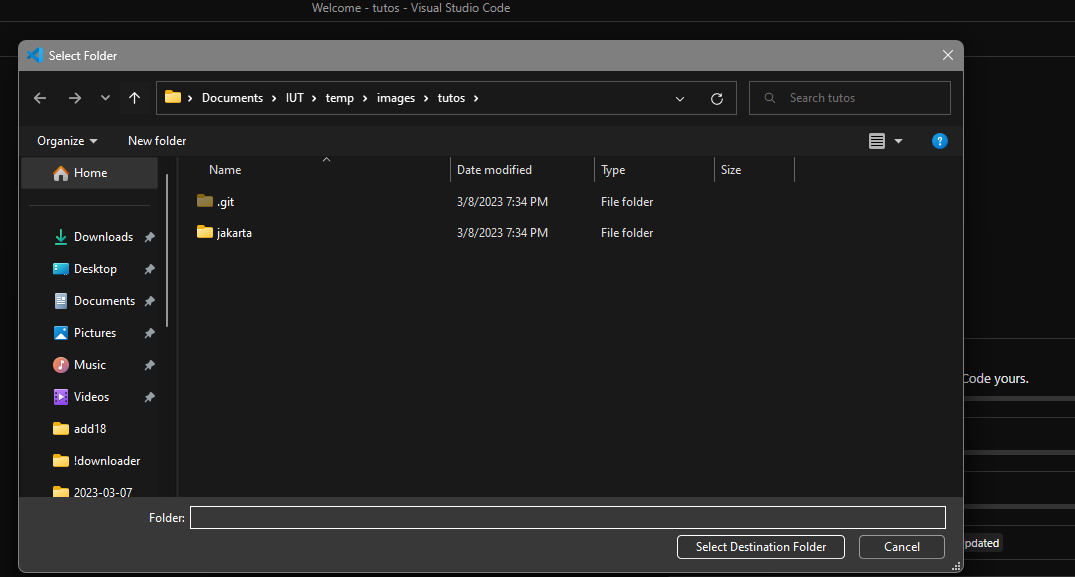 Welcome - tutos - Visual Studio Code
Select Folder
Documents > IUT > temp > images > tutos >
Search tutos
Organize
New folder
Home
Downloads
Desktop
Documents
Pictures
Music
Videos
add18
!downloader
2023-03-07
Name Date modified Type Size
.git 3/8/2023 7:34 PM File folder
jakarta 3/8/2023 7:34 PM File folder
Code yours.
Folder:
Select Destination Folder
Cancel
pdated